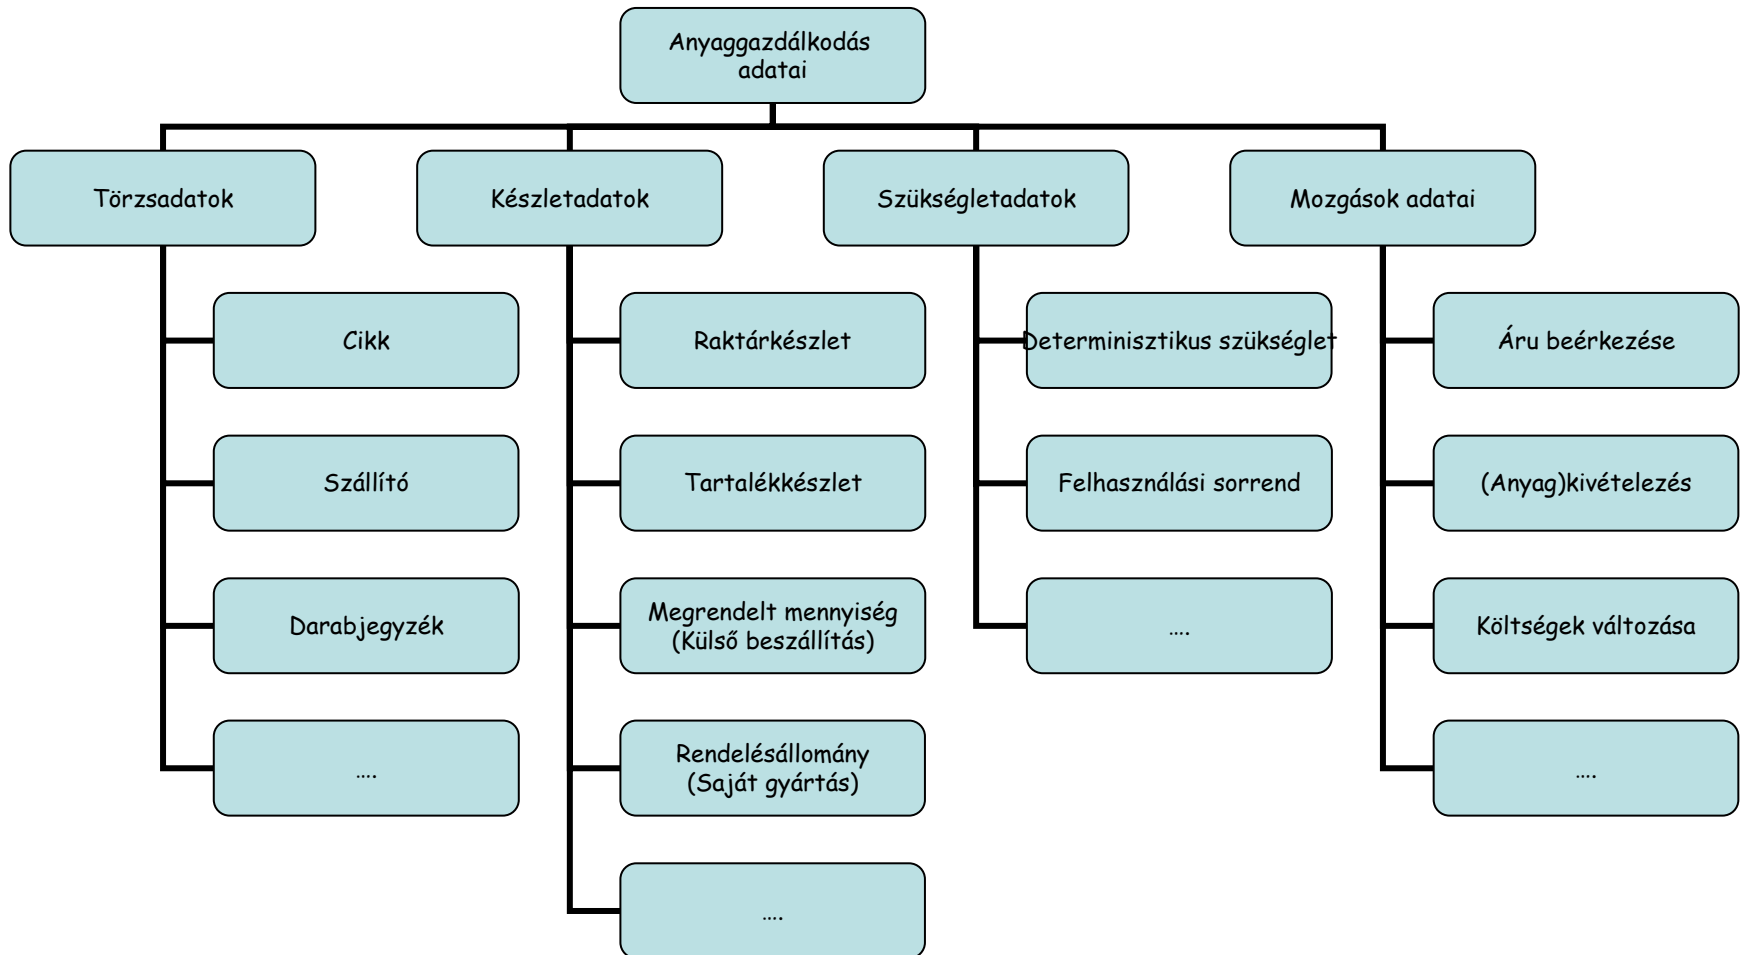 Anyaggazdálkodás
adatai
Törzsadatok
Készletadatok
Szükségletadatok
Mozgások adatai
Cikk
Raktárkészlet
Determinisztikus szükséglet
Áru beérkezése
Szállító
Tartalékkészlet
Felhasználási sorrend
(Anyag)kivételezés
Darabjegyzék
Megrendelt mennyiség
(Külső beszállítás)
….
Költségek változása
….
Rendelésállomány
(Saját gyártás)
….
….